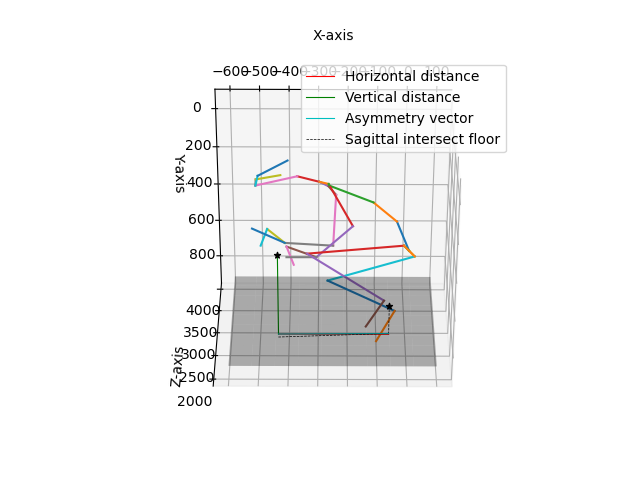 X-axis
−600 −500 −400 −300 −200 −100 0 100
Horizontal distance
Vertical distance
Asymmetry vector
Sagittal intersect floor
0
200
400
600
800
Y-axis
4000
3500
3000
2500
2000
Z-axis